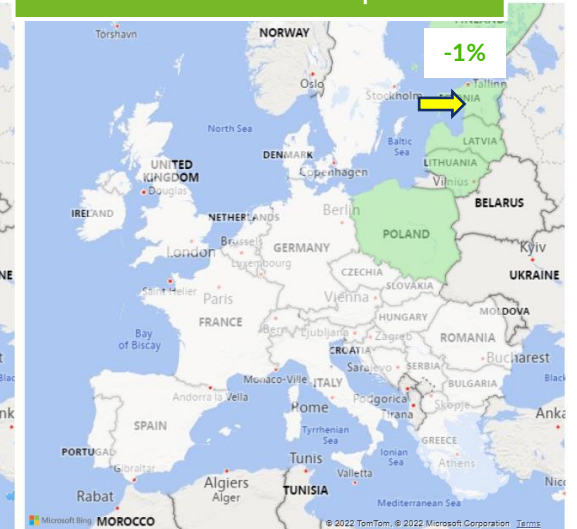 Torshavn
NORWAY
FINLAND
-1%
Oslo
Stockholm
Tallinn
North Sea
Baltic
Sea
LATVIA
LITHUANIA
Vilnius
DENMARK
Copenhagen
UNITED
KINGDOM
Douglas
IRELAND
BELARUS
NETHERLANDS
Berlin
POLAND
London
Brussels
GERMANY
Kyiv
Luxembourg
CZECHIA
UKRAINE
Saint Helier
Paris
SLOVAKIA
Vienna
FRANCE
HUNGARY
MOLDOVA
Bay
of Biscay
Bern
Ljubljana
Zagreb
ROMANIA
CROATIA
Bucharest
Sarajevo
SERBIA
Monaco-Ville
ITALY
BULGARIA
Andorra la Vella
Podgorica
Skopje
Rome
Tirana
SPAIN
Tyrrhenian
Sea
GREECE
PORTUGAL
Ionian
Sea
Athens
Gibraltar
Tunis
Valletta
Algiers
Alger
Rabat
TUNISIA
Mediterranean Sea
MOROCCO
Microsoft Bing
© 2022 TomTom, © 2022 Microsoft Corporation Terms